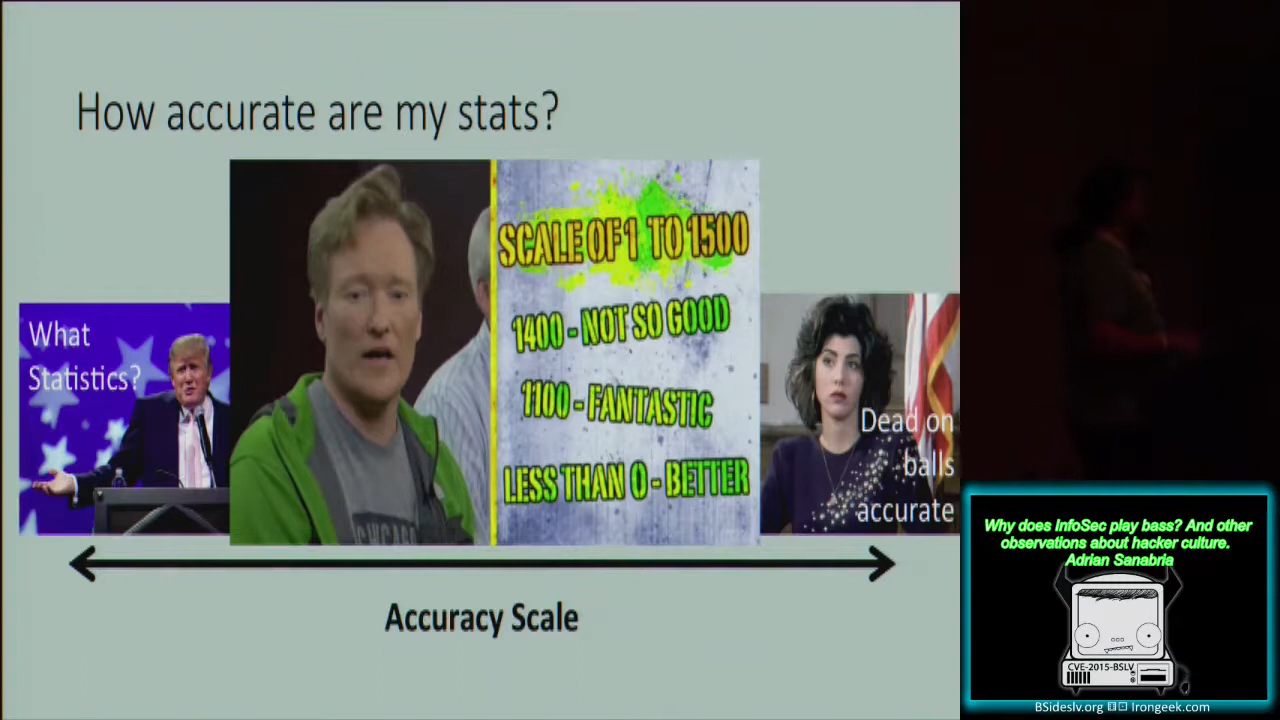 How accurate are my stats?
SCALE OF 1 TO 1500
1400 - NOT SO GOOD
1100 - FANTASTIC
LESS THAN 0 - BETTER
What
Statistics?
Dead on
balls
accurate
Accuracy Scale
Why does InfoSec play bass? And other
observations about hacker culture.
Adrian Sanabria
CVE-2015-BSLV
BSideslv.org Irongeek.com